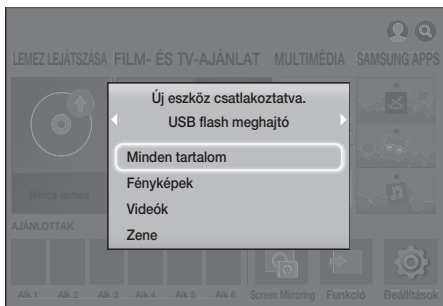 LEMEZ LEJÁTSZÁSA FILM- ÉS TV-AJÁNLAT MULTIMÉDIA SAMSUNG APPS
Új eszköz csatlakoztatva.
USB flash meghajtó
Minden tartalom
Fényképek
Videók
Zene
Nincs lemez
AJÁNLOTTAK
Alk 1 Alk 2 Alk 3 Alk 4 Alk 5 Alk 6 Screen Mirroring Funkció Beállítások